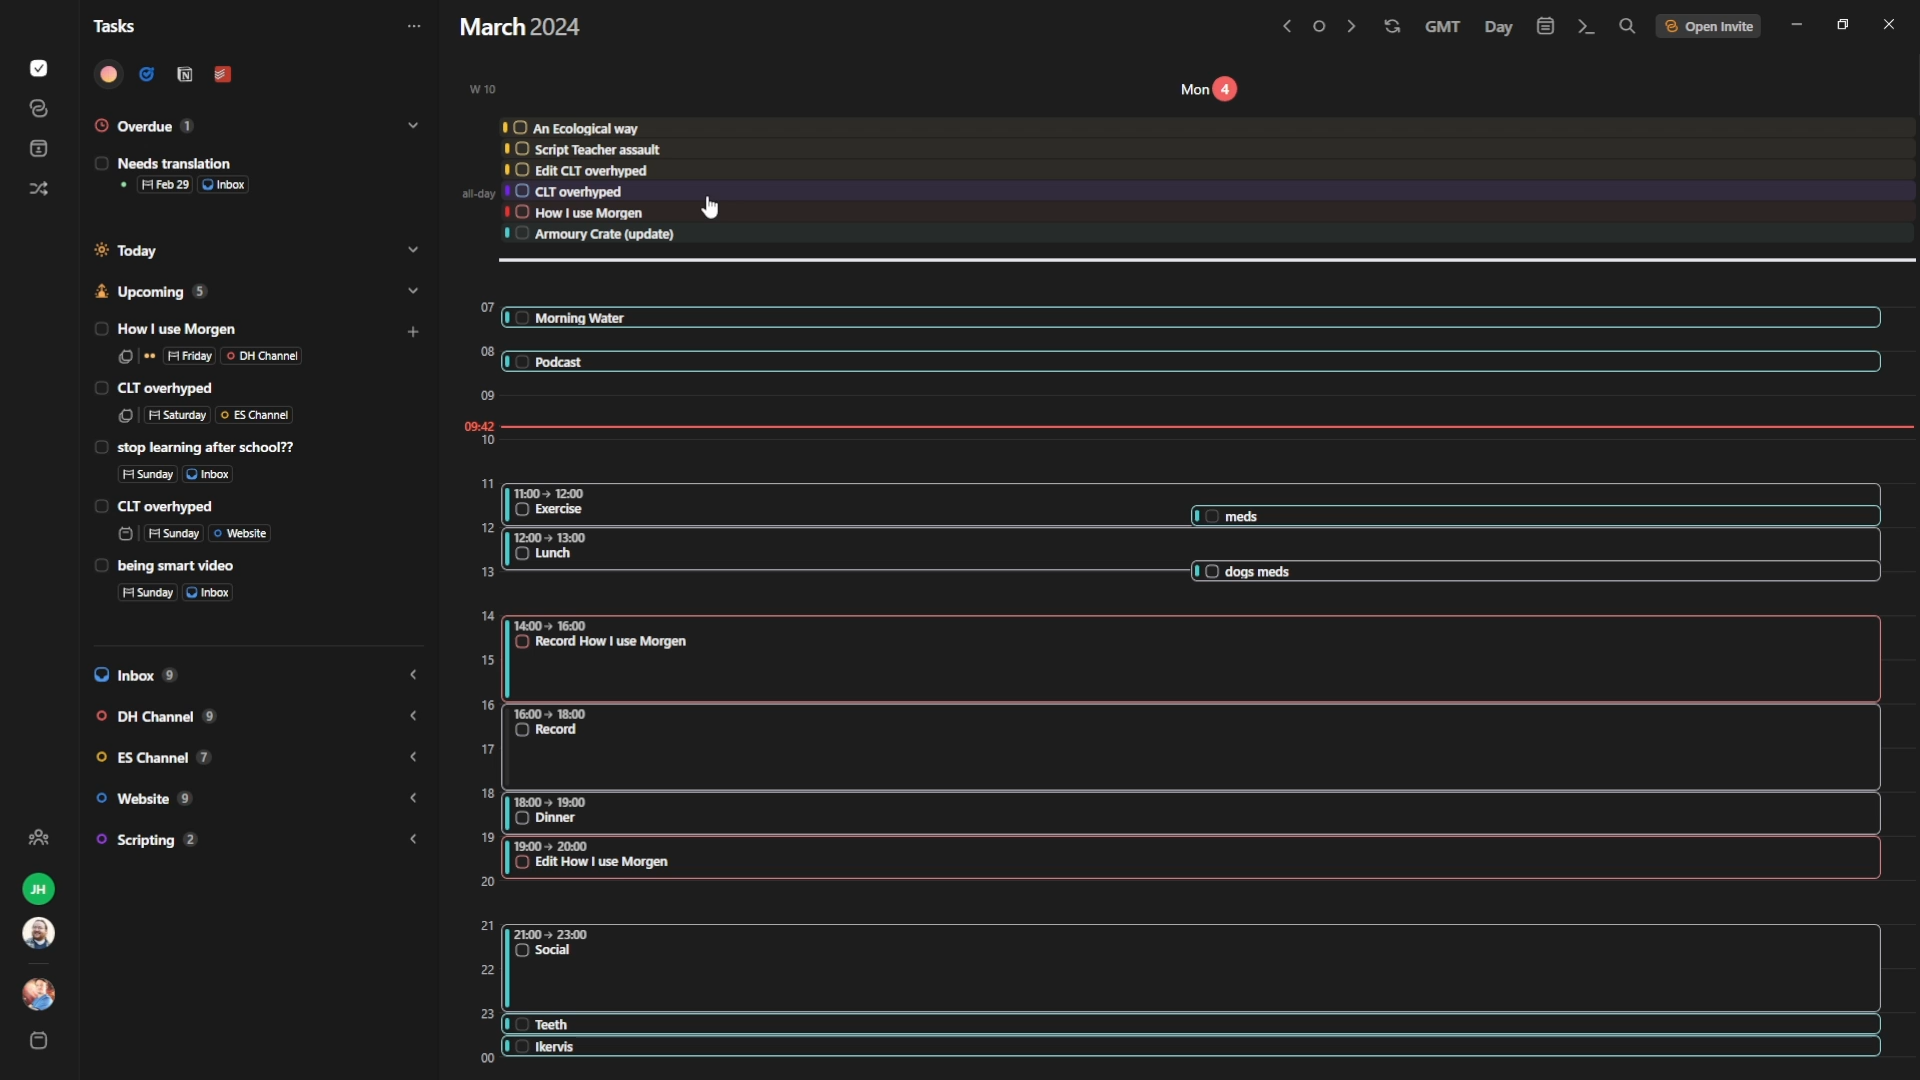 Tasks
Overdue 1
Needs translation
Feb 29 Inbox
Today
Upcoming 5
How I use Morgen
Friday DH Channel
CLT overhyped
Saturday ES Channel
stop learning after school??
Sunday Inbox
CLT overhyped
Sunday Website
being smart video
Sunday Inbox
Inbox 9
DH Channel 9
ES Channel 7
Website 9
Scripting 2
JH
March 2024
GMT Day Open Invite
W 10
Mon 4
all-day
An Ecological way
Script Teacher assault
Edit CLT overhyped
CLT overhyped
How I use Morgen
Armoury Crate (update)
07
Morning Water
08
Podcast
09
09:42
10
11
11:00 → 12:00
Exercise
meds
12
12:00 → 13:00
Lunch
13
dogs meds
14
14:00 → 16:00
Record How I use Morgen
15
16
16:00 → 18:00
Record
17
18
18:00 → 19:00
Dinner
19
19:00 → 20:00
Edit How I use Morgen
20
21
21:00 → 23:00
Social
22
23
Teeth
Ikervis
00